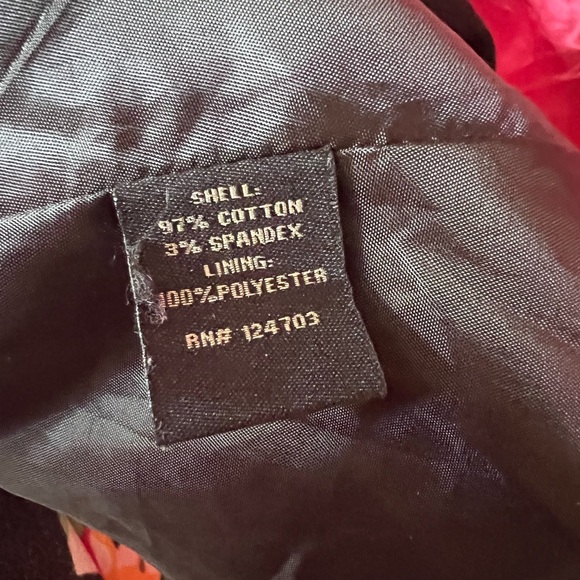 SHELL:
97% COTTON
3% SPANDEX
LINING:
100%POLYESTER
RN# 124703